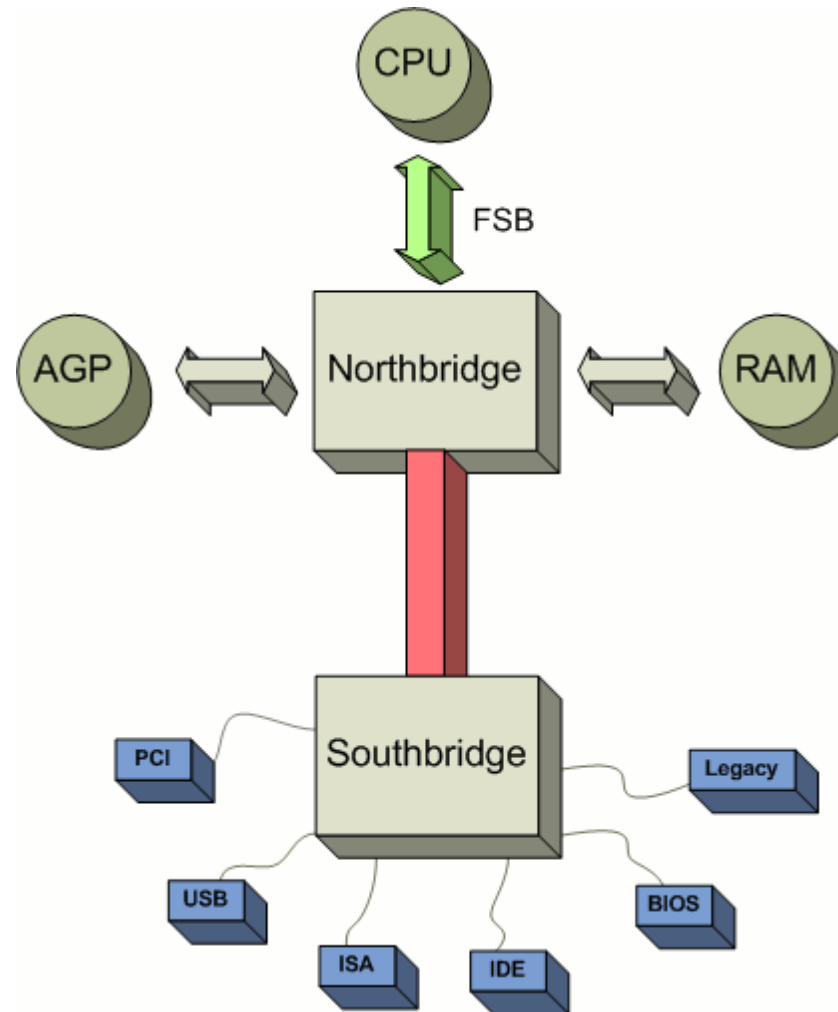 CPU
FSB
AGP
Northbridge
RAM
Southbridge
PCI
Legacy
USB
BIOS
ISA
IDE